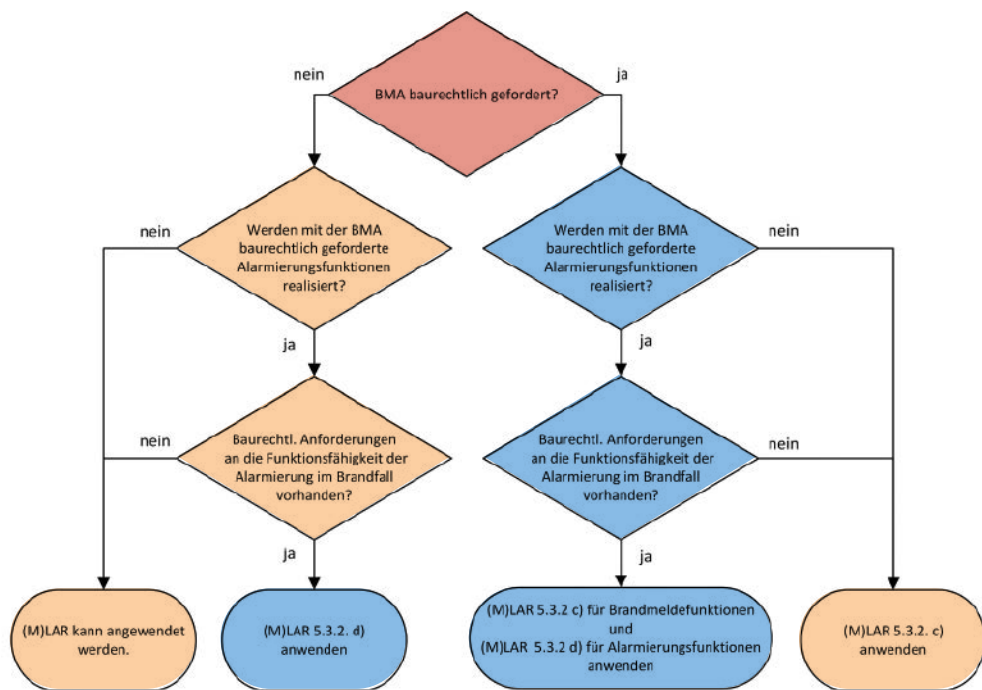 nein
ja
BMA baurechtlich gefordert?
nein
Werden mit der BMA
baurechtlich geforderte
Alarmierungsfunktionen
realisiert?
Werden mit der BMA
baurechtlich geforderte
Alarmierungsfunktionen
realisiert?
nein
ja
ja
nein
Baurechtl. Anforderungen
an die Funktionsfähigkeit der
Alarmierung im Brandfall
vorhanden?
Baurechtl. Anforderungen
an die Funktionsfähigkeit der
Alarmierung im Brandfall
vorhanden?
nein
ja
ja
(M)LAR kann angewendet
werden.
(M)LAR 5.3.2. d)
anwenden
(M)LAR 5.3.2 c) für Brandmeldefunktionen
und
(M)LAR 5.3.2 d) für Alarmierungsfunktionen
anwenden
(M)LAR 5.3.2. c)
anwenden